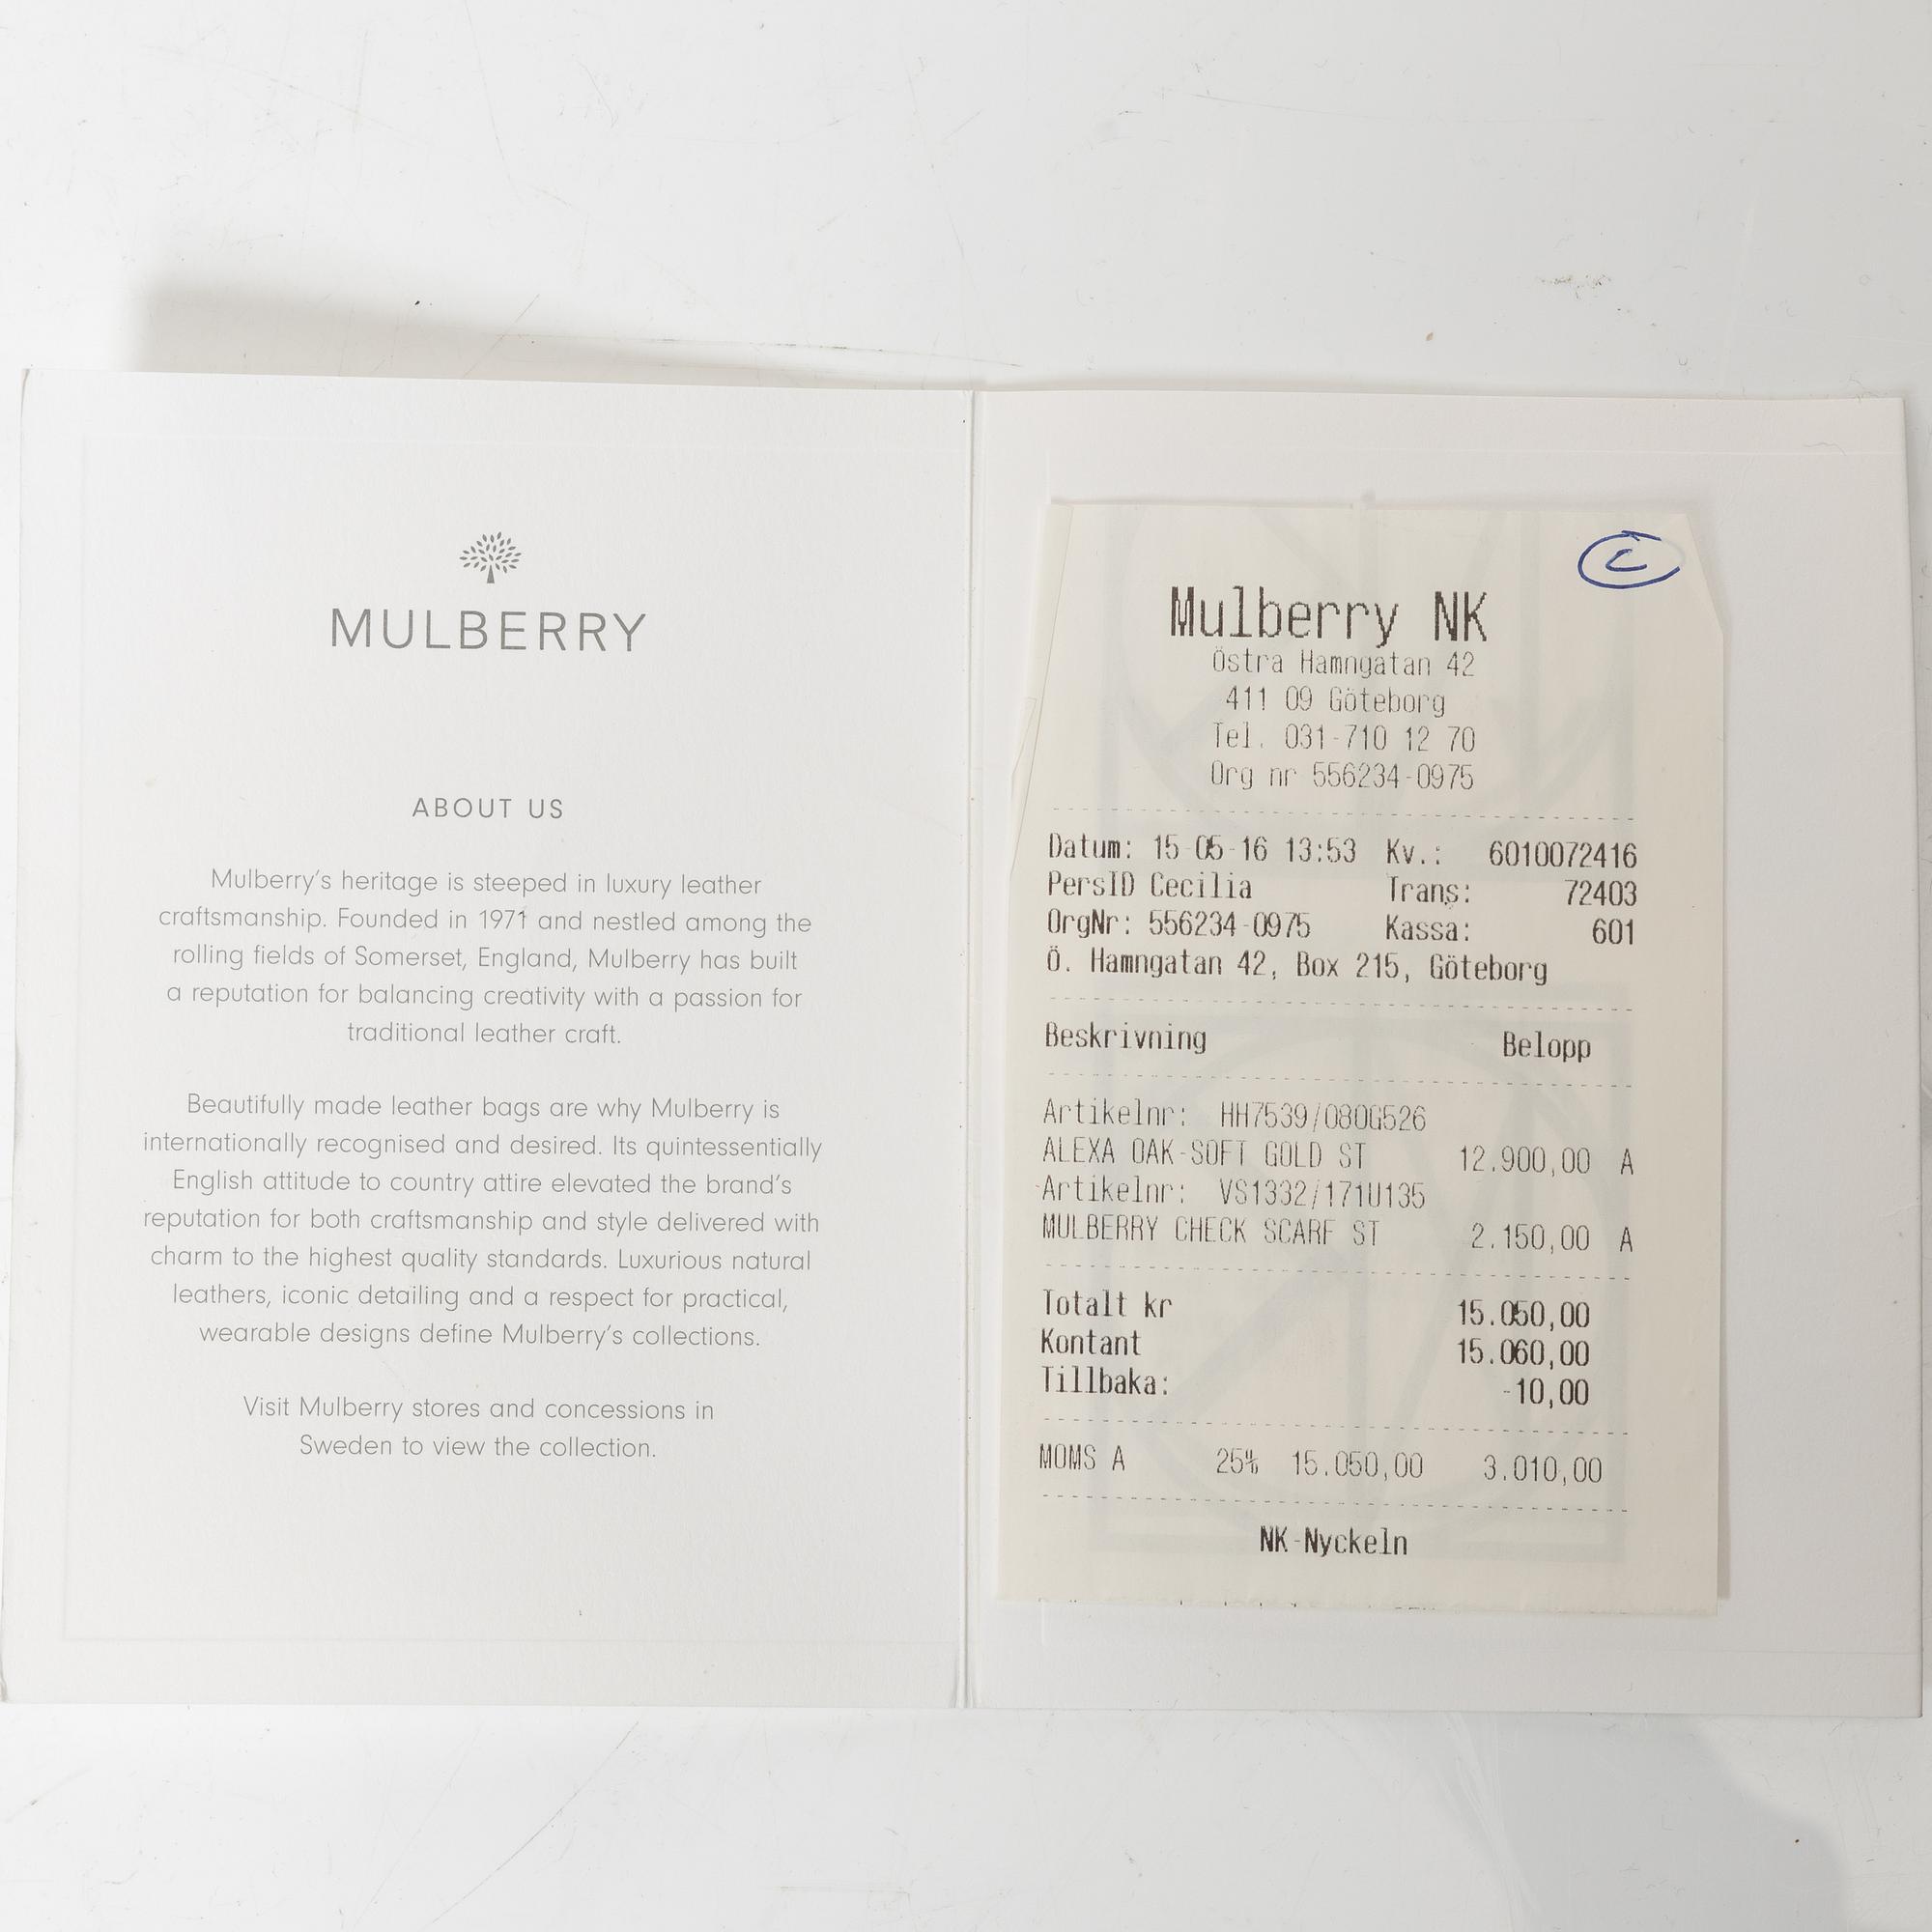 MULBERRY
ABOUT US
Mulberry's heritage is steeped in luxury leather
craftsmanship. Founded in 1971 and nestled among the
rolling fields of Somerset, England, Mulberry has built
a reputation for balancing creativity with a passion for
traditional leather craft.
Beautifully made leather bags are why Mulberry is
internationally recognised and desired. Its quintessentially
English attitude to country attire elevated the brand's
reputation for both craftsmanship and style delivered with
charm to the highest quality standards. Luxurious natural
leathers, iconic detailing and a respect for practical,
wearable designs define Mulberry's collections.
Visit Mulberry stores and concessions in
Sweden to view the collection.
C
Mulberry NK
Östra Hamngatan 42
411 09 Göteborg
Tel. 031-710 12 70
Org nr 556234-0975
Datum: 15-05-16 13:53 Kv.: 6010072416
PersID Cecilia Trans: 72403
OrgNr: 556234-0975 Kassa: 601
Ö. Hamngatan 42, Box 215, Göteborg
Beskrivning Belopp
Artikelnr: HH7539/080G526
ALEXA OAK-SOFT GOLD ST 12.900,00 A
Artikelnr: VS1332/171U135
MULBERRY CHECK SCARF ST 2.150,00 A
Totalt kr 15.050,00
Kontant 15.060,00
Tillbaka: -10,00
MOMS A 25% 15.050,00 3.010,00
NK-Nyckeln